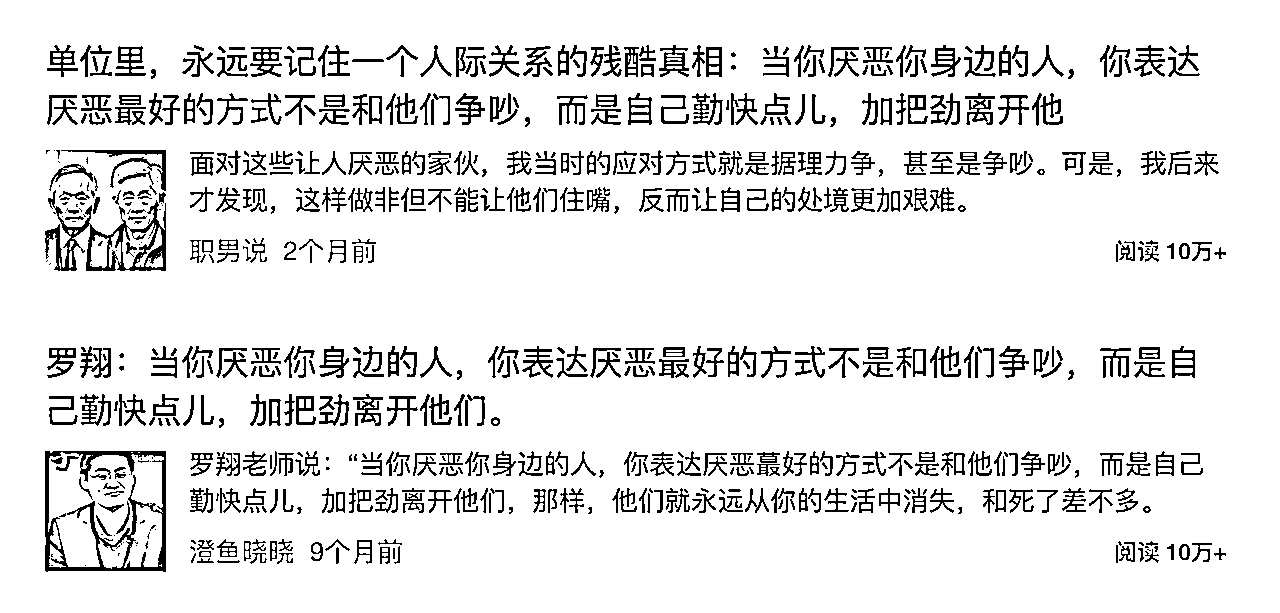 单位里，永远要记住一个人际关系的残酷真相：当你厌恶你身边的人，你表达
厌恶最好的方式不是和他们争吵，而是自己勤快点儿，加把劲离开他
面对这些让人厌恶的家伙，我当时的应对方式就是据理力争，甚至是争吵。可是，我后来
才发现，这样做非但不能让他们住嘴，反而让自己的处境更加艰难。
职男说 2个月前
阅读 10万+
罗翔：当你厌恶你身边的人，你表达厌恶最好的方式不是和他们争吵，而是自
己勤快点儿，加把劲离开他们。
罗翔老师说：“当你厌恶你身边的人，你表达厌恶最好的方式不是和他们争吵，而是自己
勤快点儿，加把劲离开他们，那样，他们就永远从你的生活中消失，和死了差不多。
澄鱼晓晓 9个月前
阅读 10万+